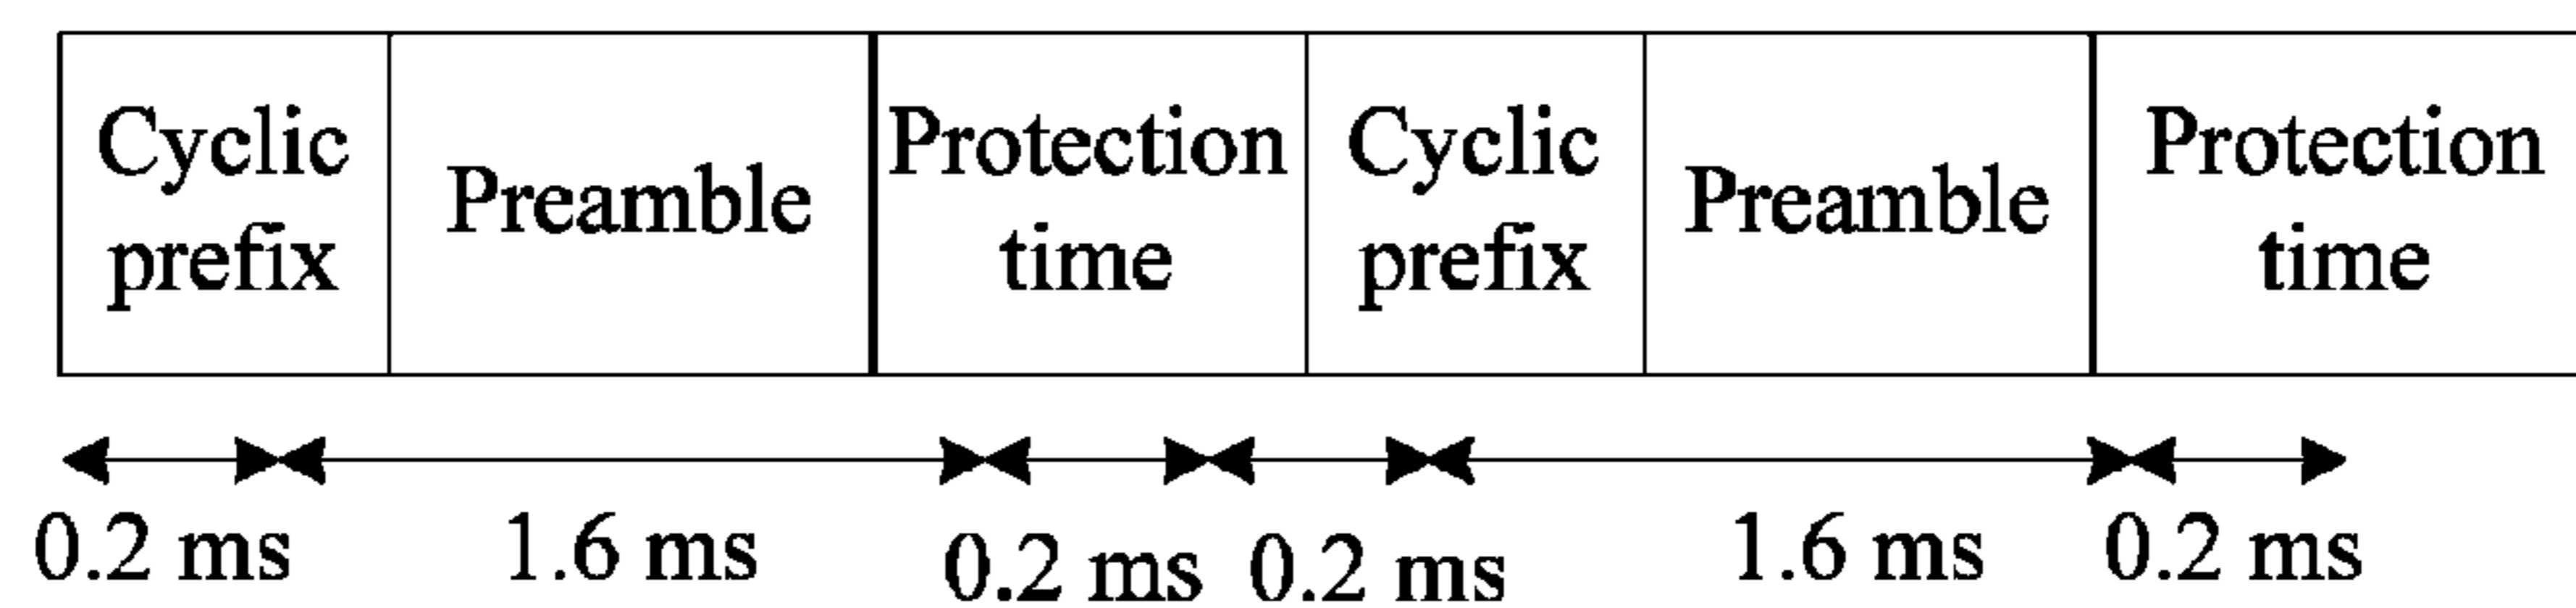 Cyclic
prefix
Preamble
Protection
time
Cyclic
prefix
Preamble
Protection
time
0.2 ms
1.6 ms
0.2 ms
0.2 ms
1.6 ms
0.2 ms